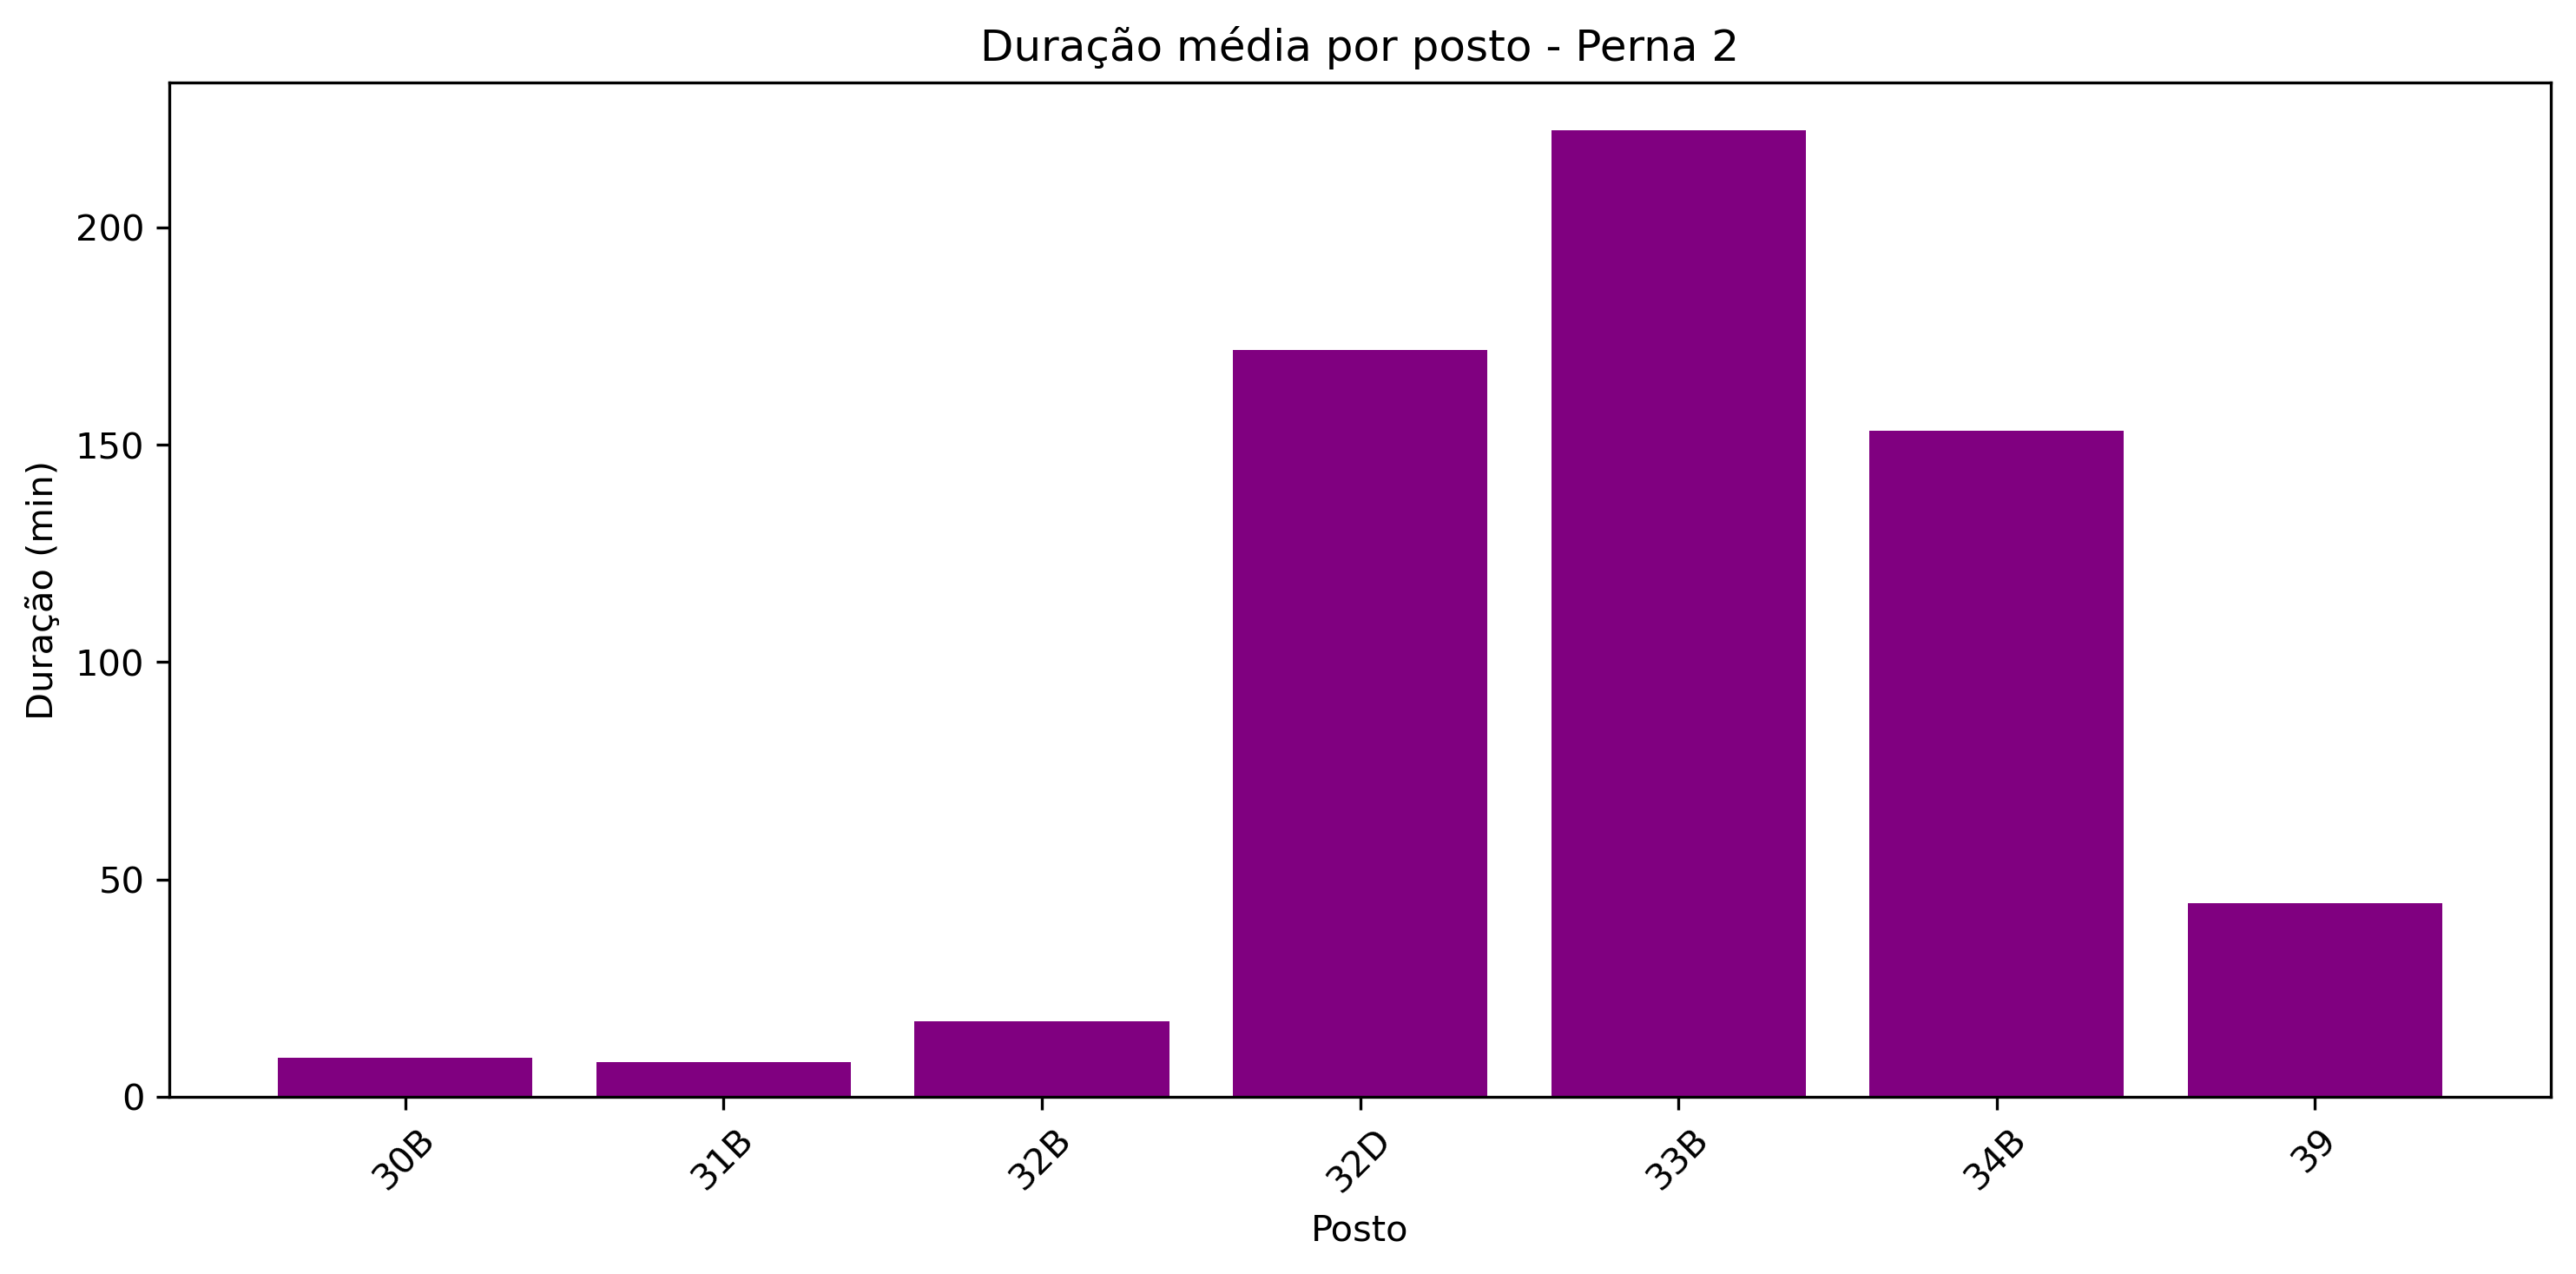 Duração média por posto - Perna 2
Duração (min)
200
150
100
50
0
30B
31B
32B
32D
33B
34B
39
Posto